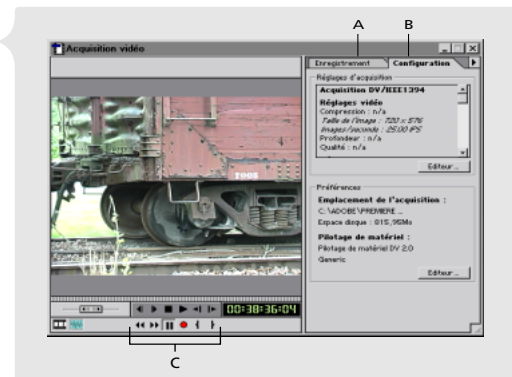 A
B
Acquisition vidéo
Enregistrement
Configuration
Réglages d'acquisition
Acquisition DV/IEEE1394
Réglages vidéo
Compression : n/a
Taille de l'image : 720 x 576
Images/seconde : 25.00 IPS
Profondeur : n/a
Qualité : n/a
Editeur...
Préférences
Emplacement de l'acquisition :
C:\ADOBE\PREMIERE ...
Espace disque : 815,95Mo
Pilotage de matériel :
Pilotage de matériel DV 2.0
Generic
Editeur...
00:38:36:04
C